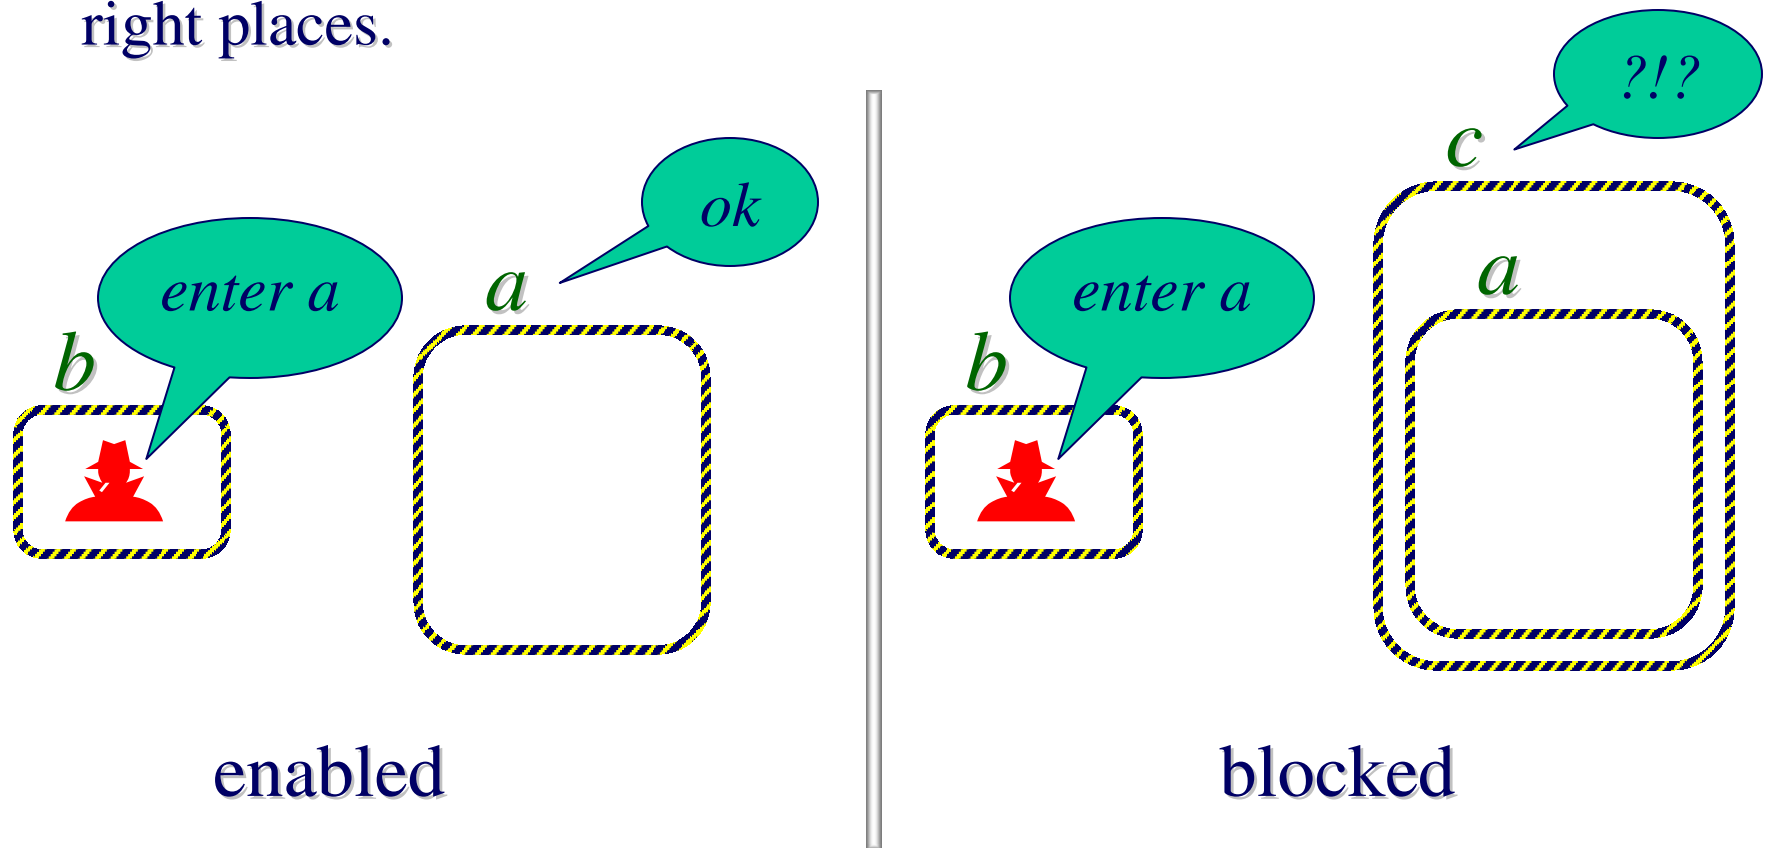 right places.
ok
a
enter a
b
enabled
?!?
c
a
enter a
b
blocked